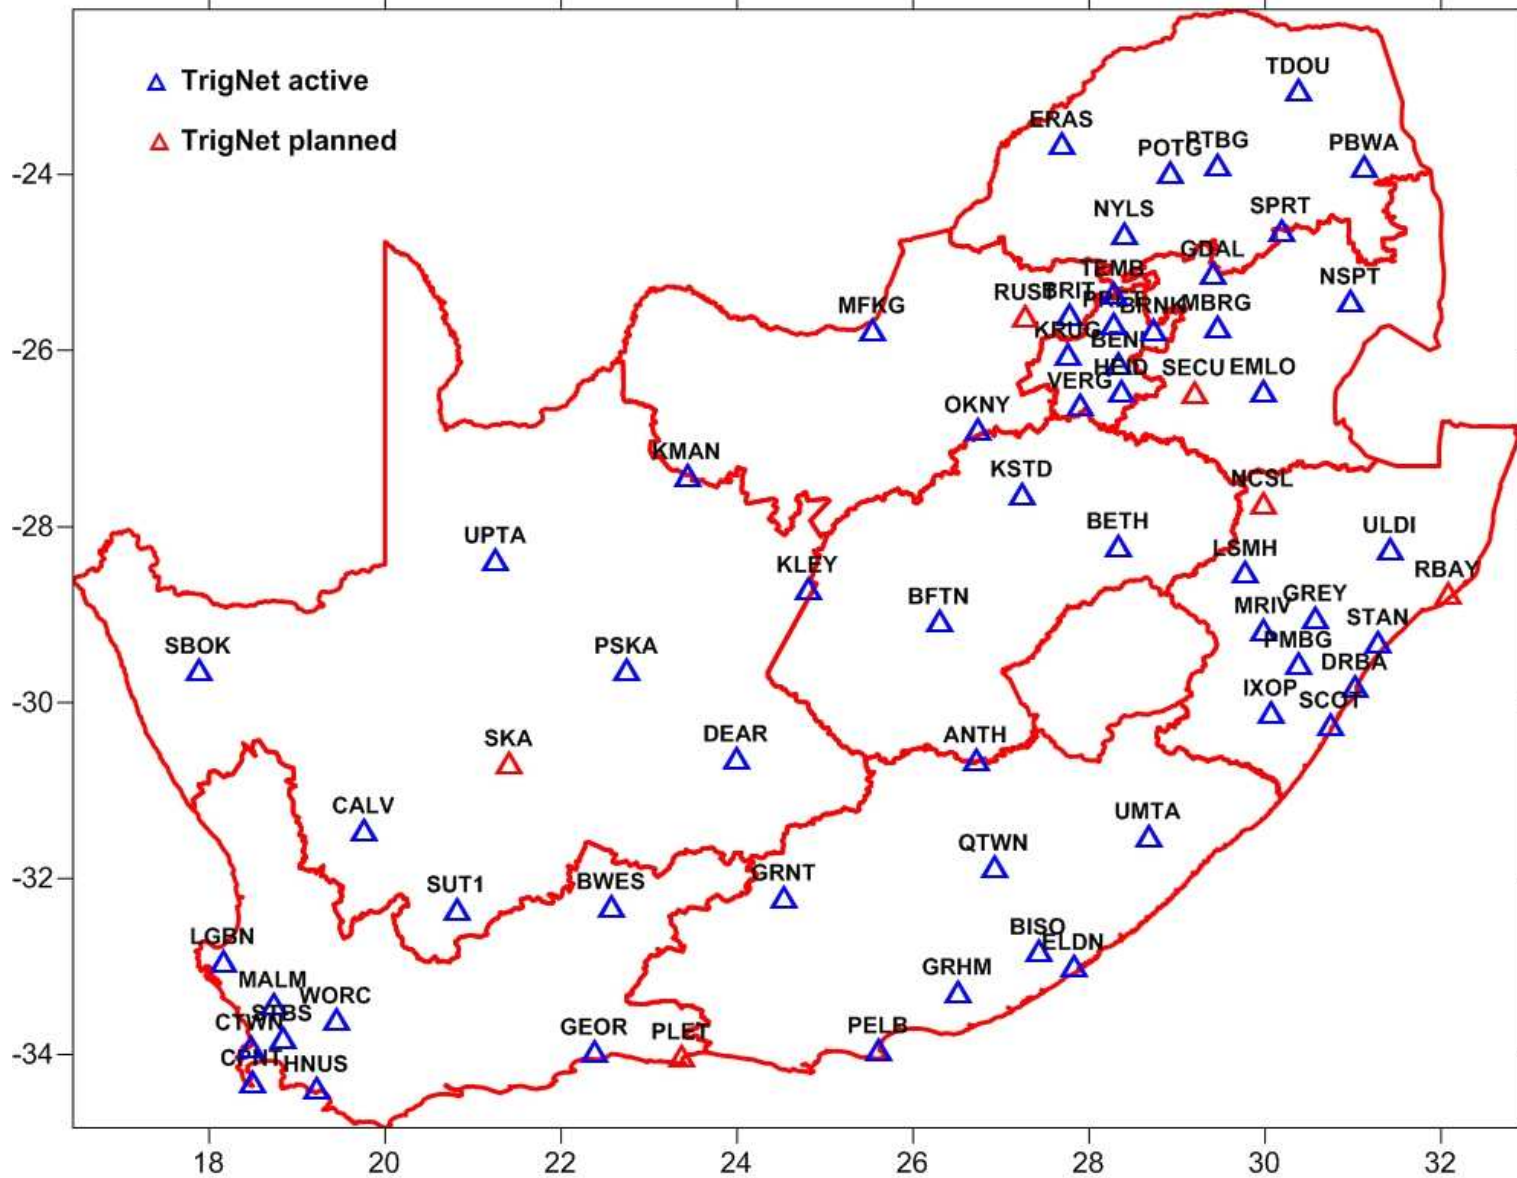 TrigNet active
TrigNet planned
TDOU
ERAS
POTG
PTBG
PBWA
-24
NYLS
SPRT
GDAL
TEMB
NSPT
RUST
BRIT
MFKG
PRET
BRNK
MBRG
KRUG
BENI
-26
HEID
SECU
EMLO
VERG
OKNY
KMAN
KSTD
NCSL
-28
UPTA
BETH
ULDI
LSMH
KLEY
RBAY
BFTN
GREY
MRIV
STAN
SBOK
PSKA
PMBG
DRBA
-30
IXOP
SCOT
SKA
DEAR
ANTH
CALV
UMTA
QTWN
-32
SUT1
BWES
GRNT
LGBN
BISO
ELDN
MALM
WORC
GRHM
STBS
CTWN
GEOR
PLET
PELB
-34
CPNT
HNUS
18
20
22
24
26
28
30
32